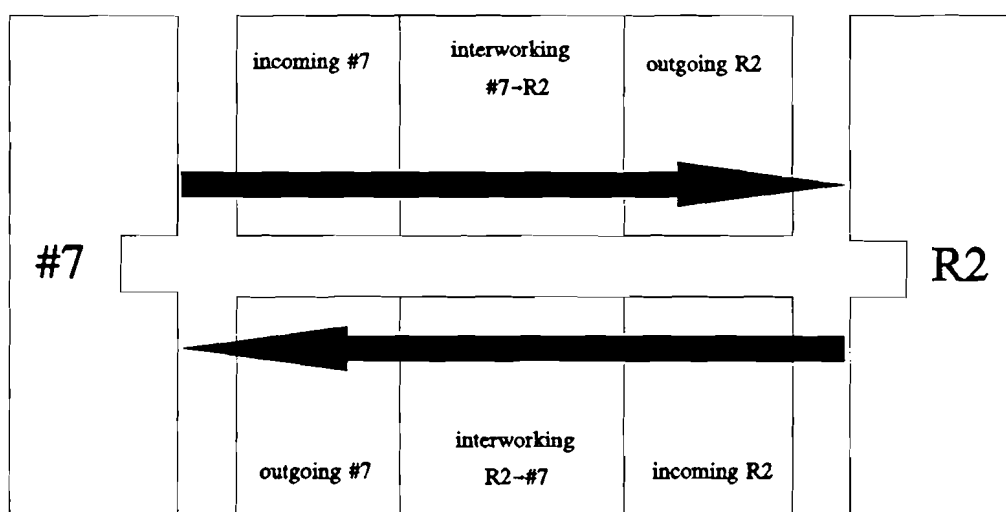 incoming #7
interworking
#7→R2
outgoing R2
#7
R2
outgoing #7
interworking
R2→#7
incoming R2